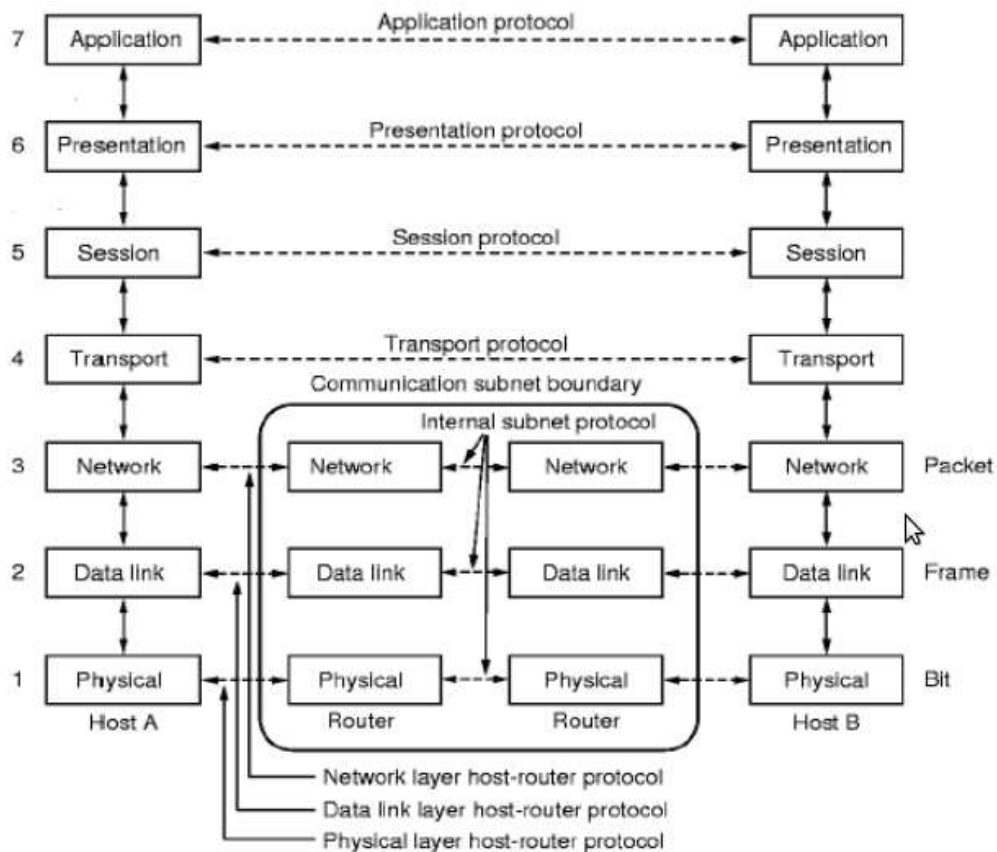 Application protocol
7 Application Application
Presentation protocol
6 Presentation Presentation
Session protocol
5 Session Session
Transport protocol
4 Transport Transport
Communication subnet boundary
Internal subnet protocol
3 Network Network Network Network Packet
2 Data link Data link Data link Data link Frame
1 Physical Physical Physical Physical Bit
Host A Router Router Host B
Network layer host-router protocol
Data link layer host-router protocol
Physical layer host-router protocol